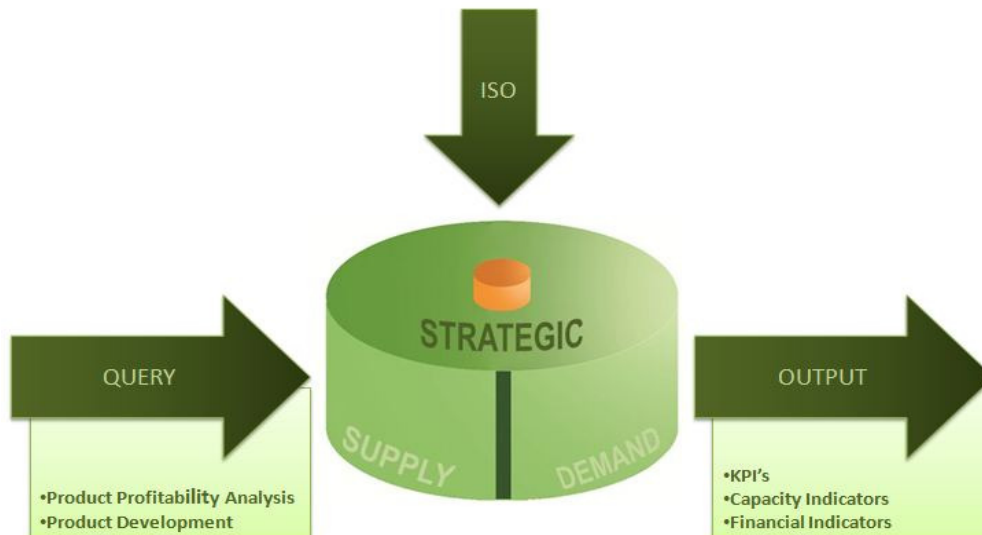 ISO
STRATEGIC
QUERY
OUTPUT
SUPPLY
DEMAND
•Product Profitability Analysis
•Product Development
•KPI's
•Capacity Indicators
•Financial Indicators